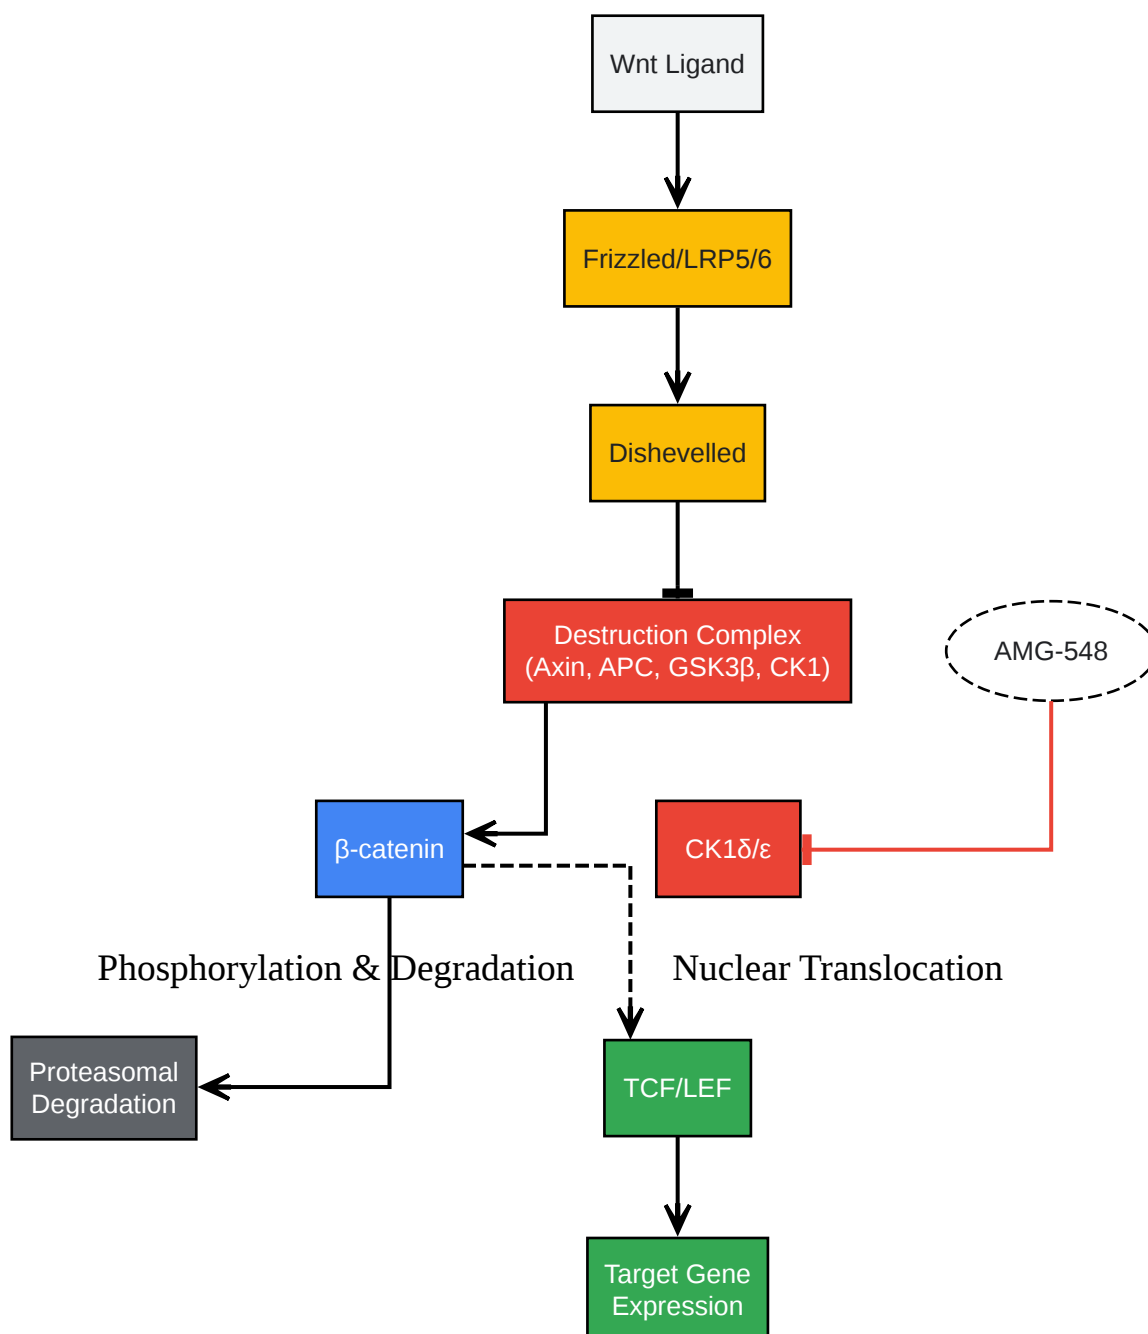 Wnt Ligand
Frizzled/LRP5/6
Dishevelled
Destruction Complex
(Axin, APC, GSK3β, CK1)
AMG-548
β-catenin
CK1δ/ε
Phosphorylation & Degradation
Nuclear Translocation
Proteasomal
Degradation
TCF/LEF
Target Gene
Expression